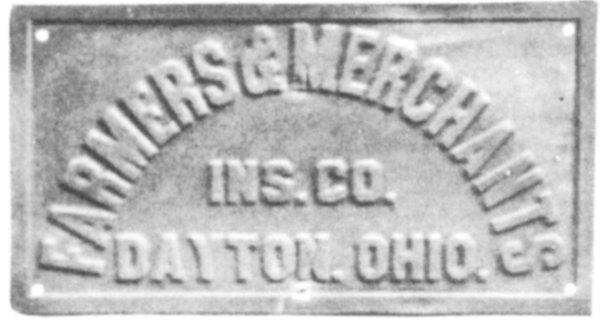 FARMERS & MERCHANTS
INS. CO.
DAYTON. OHIO.